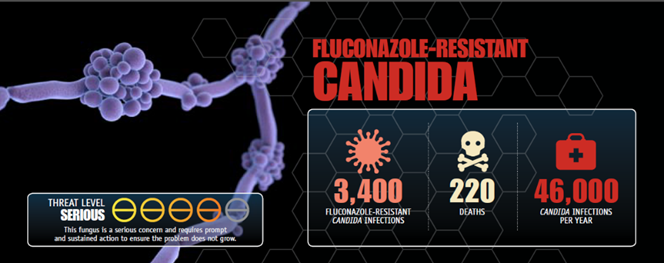 FLUCONAZOLE-RESISTANT
CANDIDA
3,400
FLUCONAZOLE-RESISTANT
CANDIDA INFECTIONS
220
DEATHS
46,000
CANDIDA INFECTIONS
PER YEAR
THREAT LEVEL
SERIOUS
This fungus is a serious concern and requires prompt
and sustained action to ensure the problem does not grow.